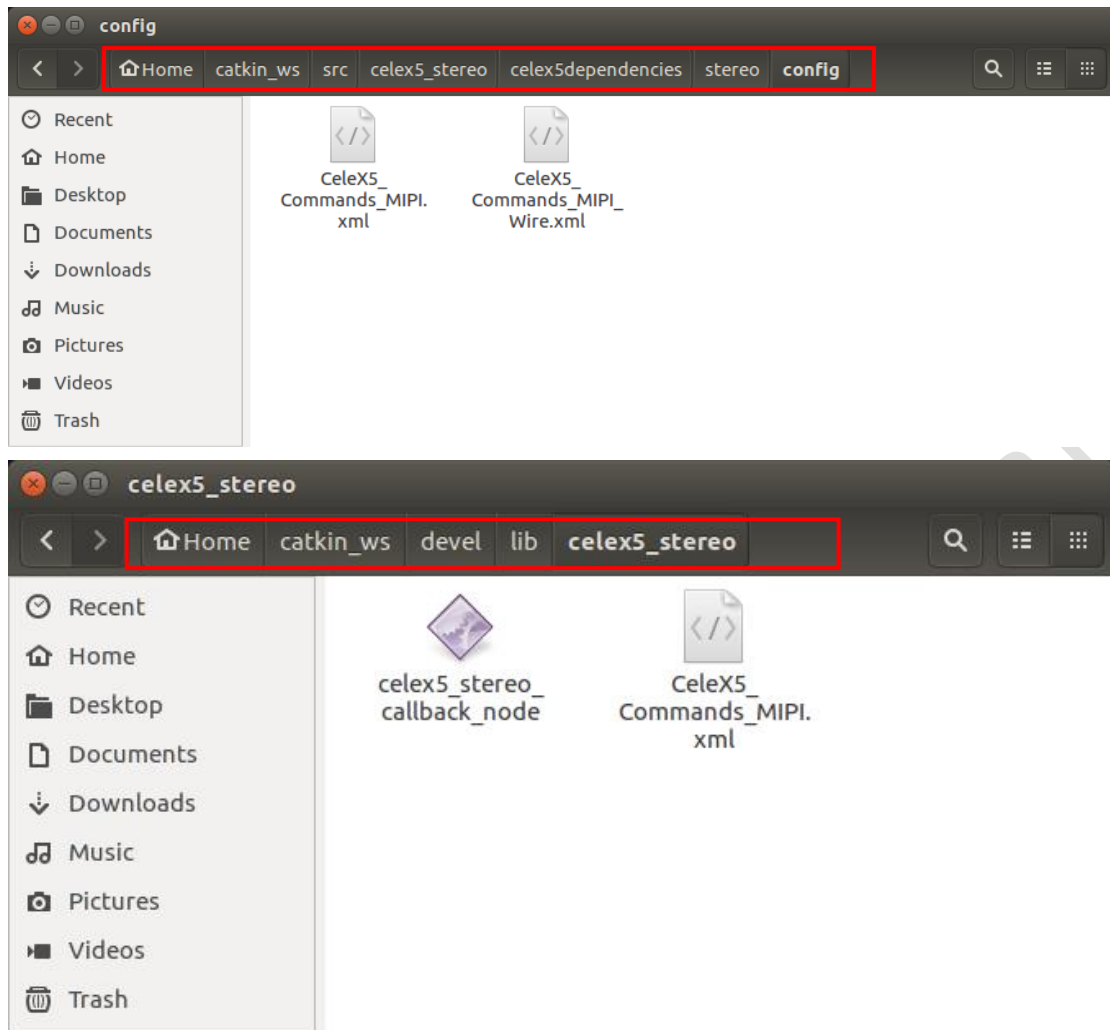 config
Home catkin_ws src celex5_stereo celex5dependencies stereo config
Recent
Home
Desktop
Documents
Downloads
Music
Pictures
Videos
Trash
CeleX5_
Commands_MIPI.
xml
CeleX5_
Commands_MIPI_
Wire.xml
celex5_stereo
Home catkin_ws devel lib celex5_stereo
Recent
Home
Desktop
Documents
Downloads
Music
Pictures
Videos
Trash
celex5_stereo_
callback_node
CeleX5_
Commands_MIPI.
xml